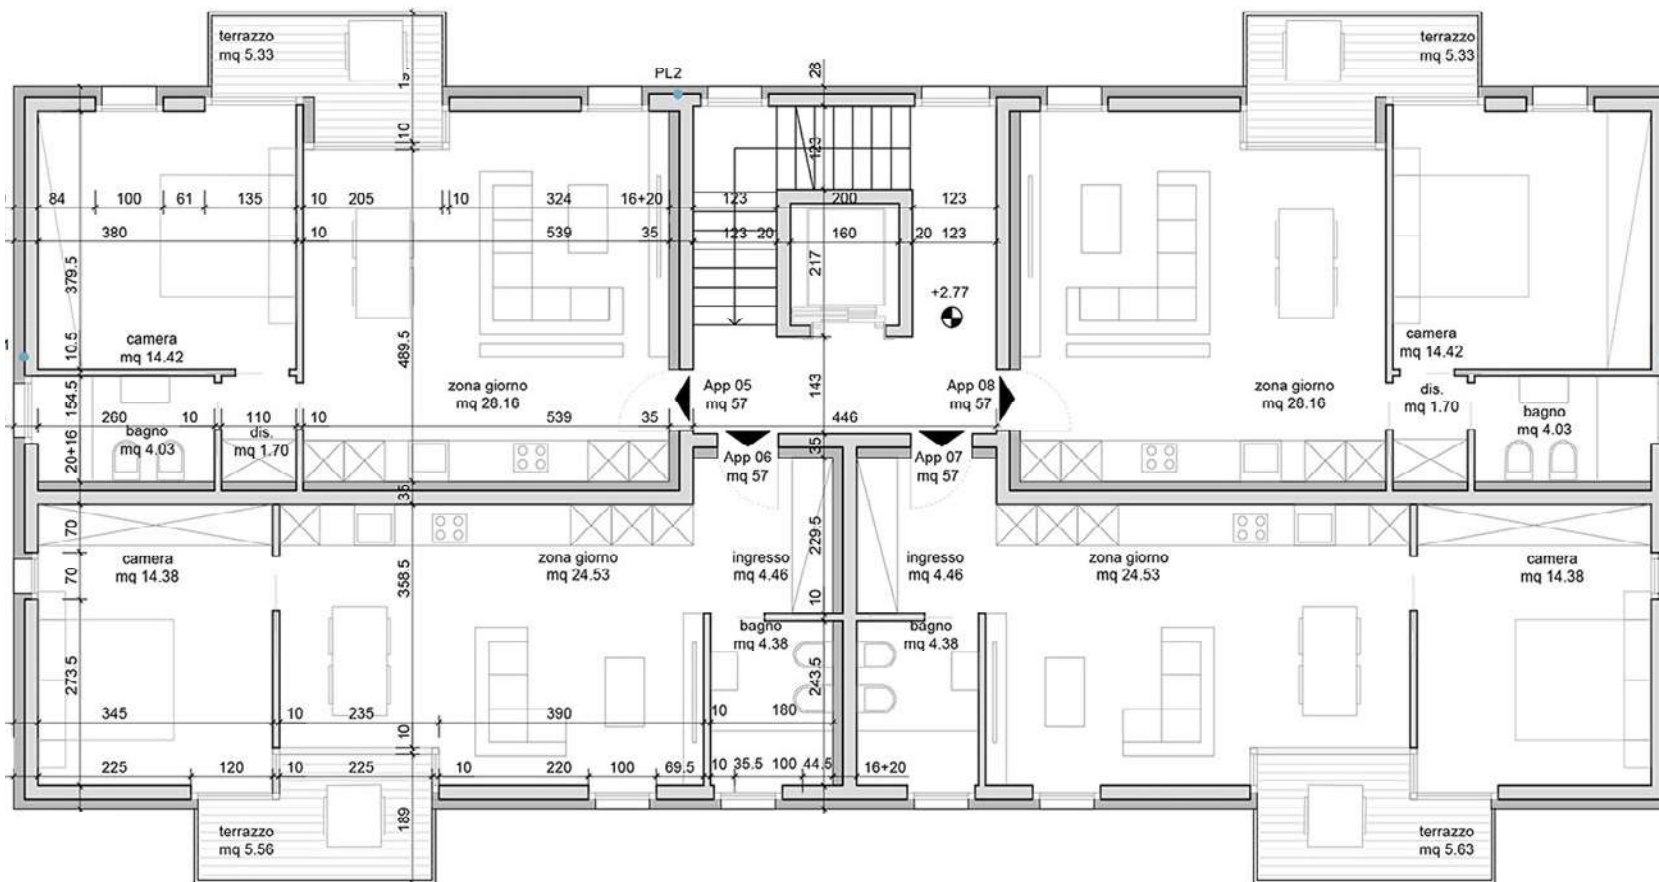 terrazzo
mq 5.33
terrazzo
mq 5.33
PL2
28
10
123
84
100
61
135
10
205
10
324
16+20
123
200
123
380
10
539
35
123
20
160
20
123
379.5
217
+2.77
camera
mq 14.42
10.5
489.5
camera
mq 14.42
zona giorno
mq 28.16
App 05
mq 57
143
App 08
mq 57
zona giorno
mq 28.16
dis.
mq 1.70
154.5
260
10
110
10
539
35
446
bagno
mq 4.03
dis.
mq 1.70
bagno
mq 4.03
20+16
35
App 06
mq 57
App 07
mq 57
35
70
camera
mq 14.38
zona giorno
mq 24.53
ingresso
mq 4.46
229.5
ingresso
mq 4.46
zona giorno
mq 24.53
camera
mq 14.38
70
358.5
10
bagno
mq 4.38
bagno
mq 4.38
273.5
243.5
345
10
235
10
390
10
180
225
120
10
225
10
220
100
69.5
10
35.5
100
44.5
16+20
189
terrazzo
mq 5.56
terrazzo
mq 5.63